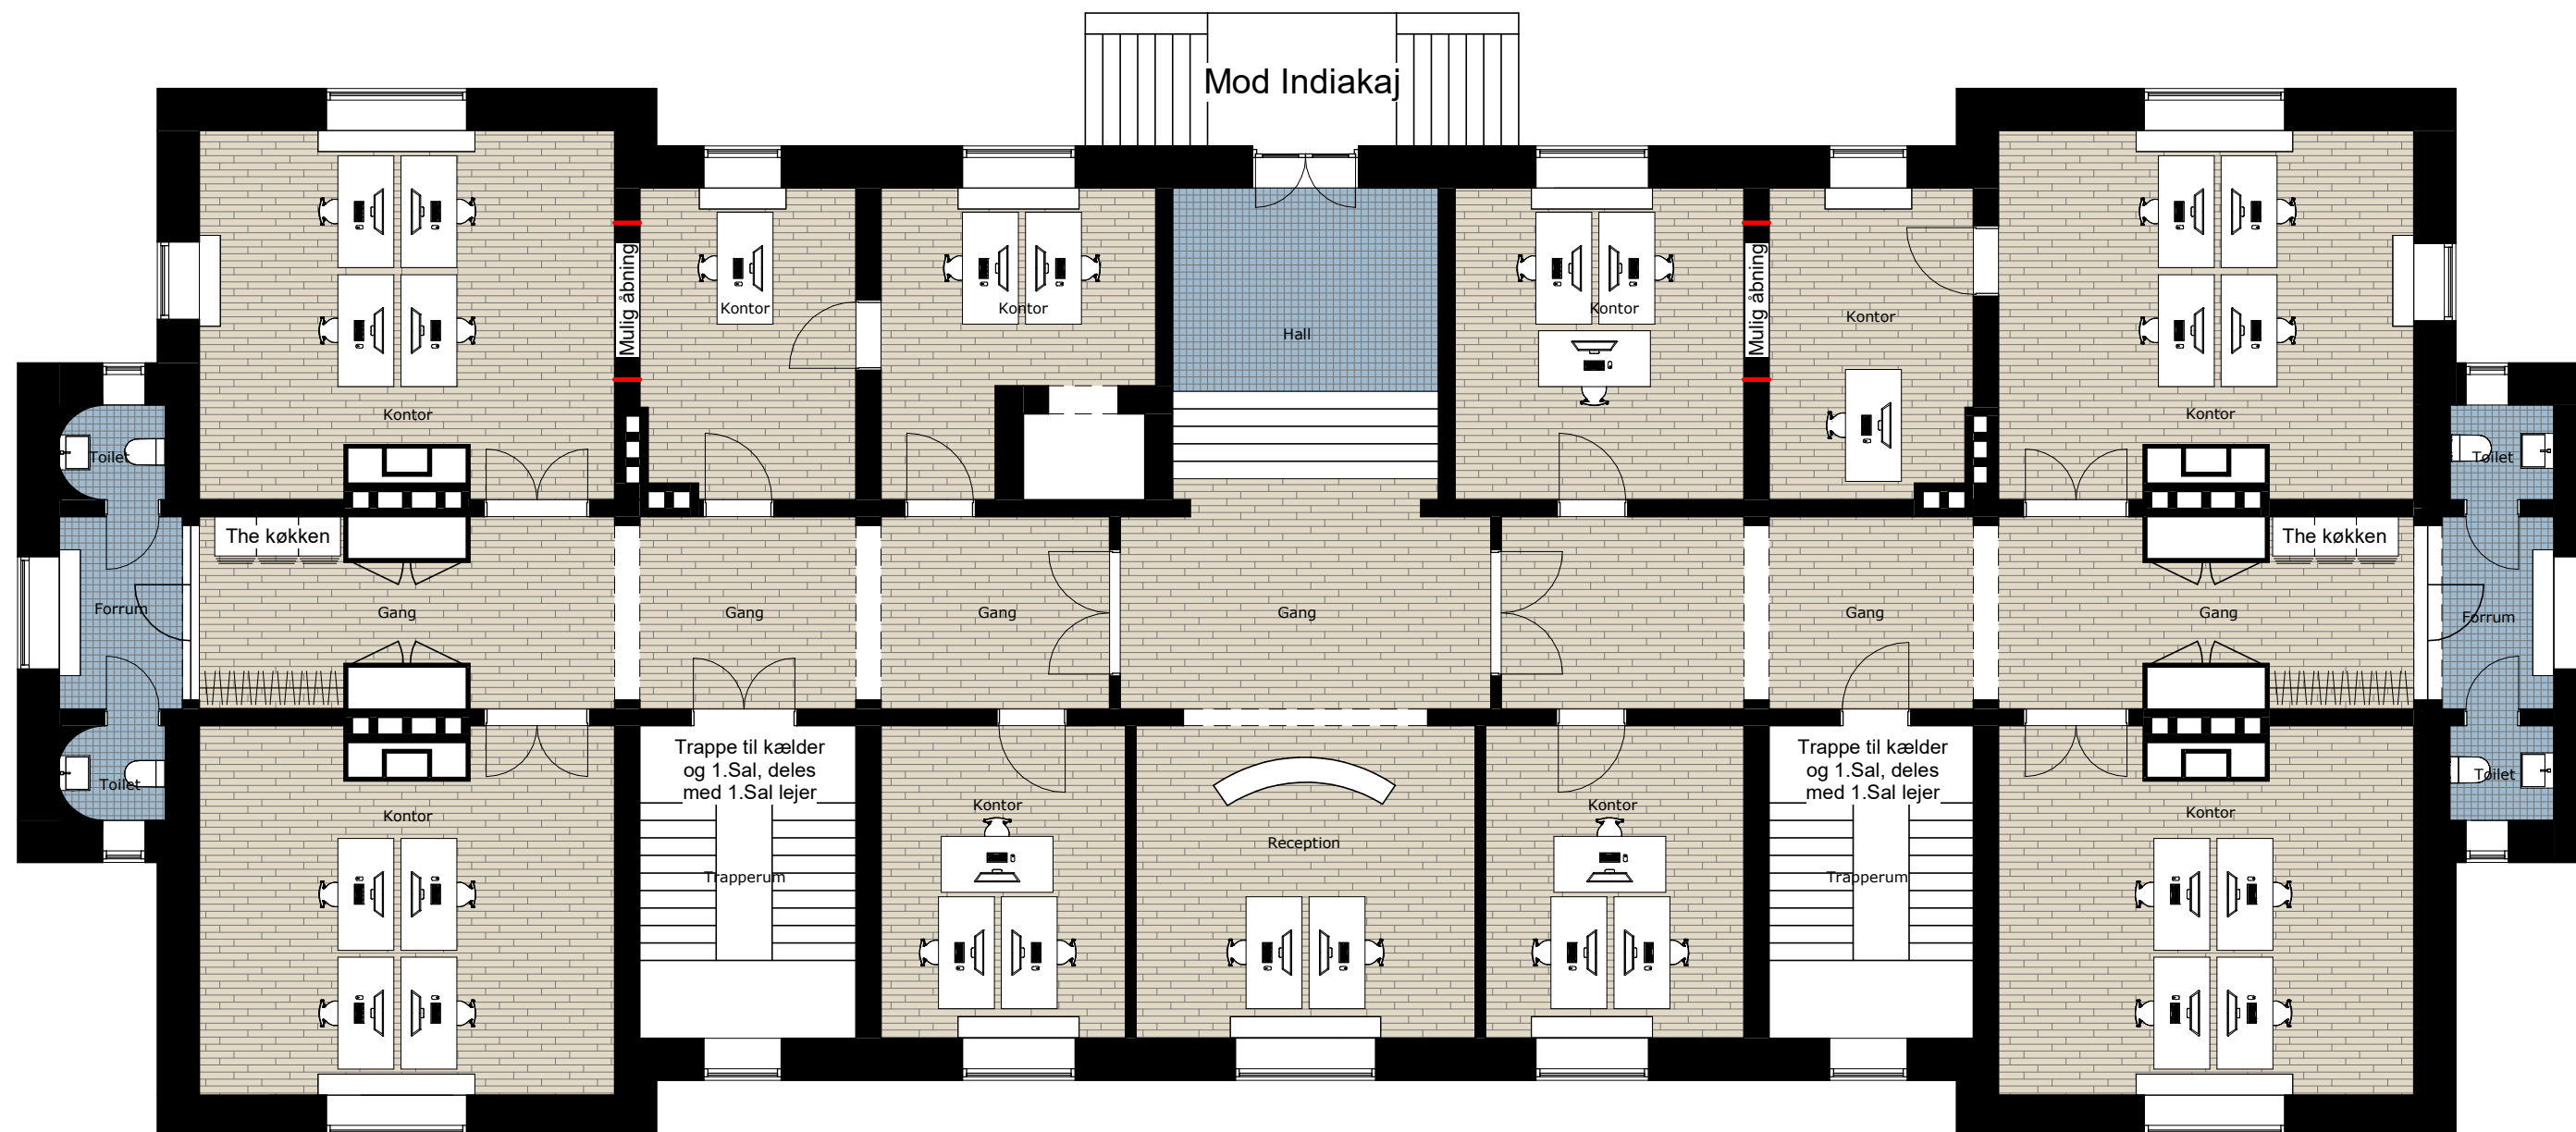 Mod Indiakaj
Mulig åbning
Mulig åbning
Kontor
Kontor
Kontor
Kontor
Hall
Kontor
Kontor
Kontor
Toilet
Toilet
The køkken
The køkken
Forrum
Gang
Gang
Gang
Gang
Gang
Gang
Forrum
Trappe til kælder
og 1.Sal, deles
med 1.Sal lejer
Trappe til kælder
og 1.Sal, deles
med 1.Sal lejer
Toilet
Toilet
Kontor
Kontor
Kontor
Kontor
Reception
Trapperum
Trapperum